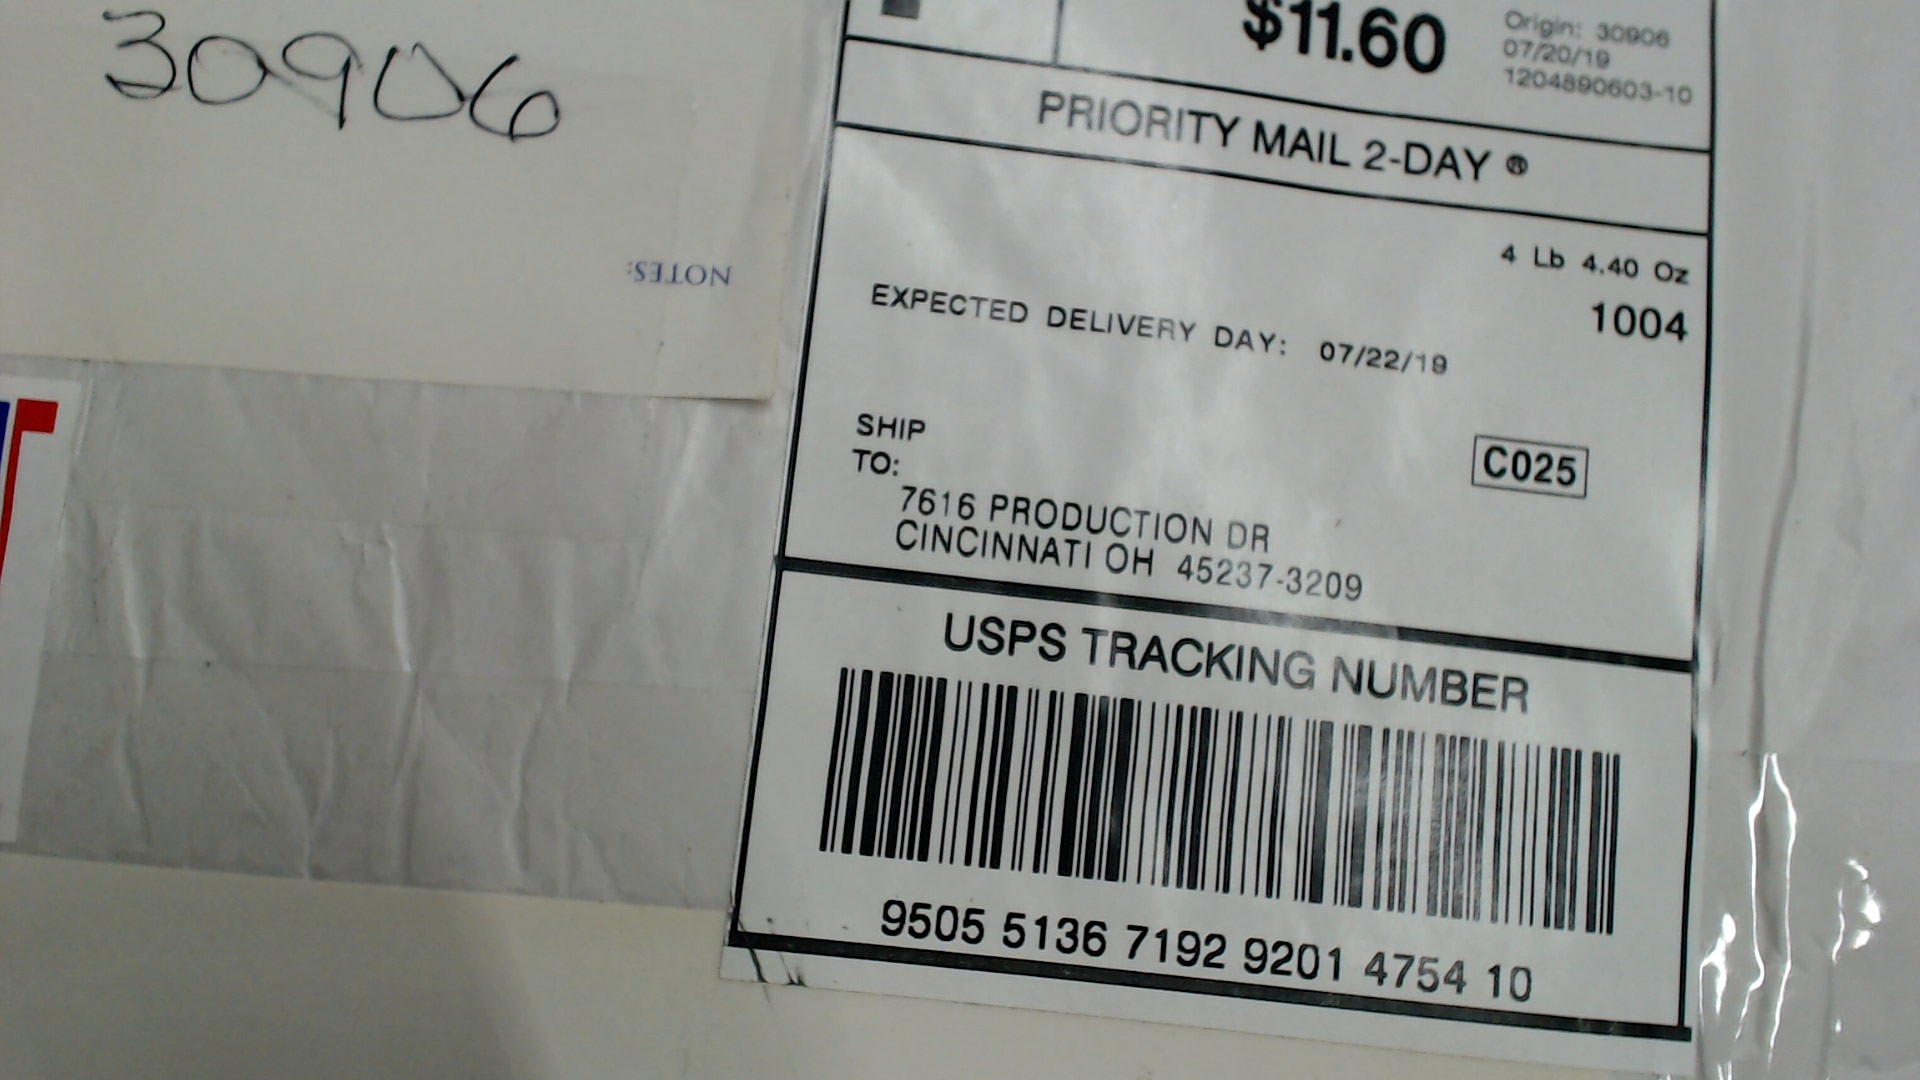 30906
NOTES:
$11.60
Origin: 30906
07/20/19
1204890603-10
PRIORITY MAIL 2-DAY ®
4 Lb 4.40 Oz
1004
EXPECTED DELIVERY DAY: 07/22/19
C025
SHIP
TO:
7616 PRODUCTION DR
CINCINNATI OH 45237-3209
USPS TRACKING NUMBER
9505 5136 7192 9201 4754 10